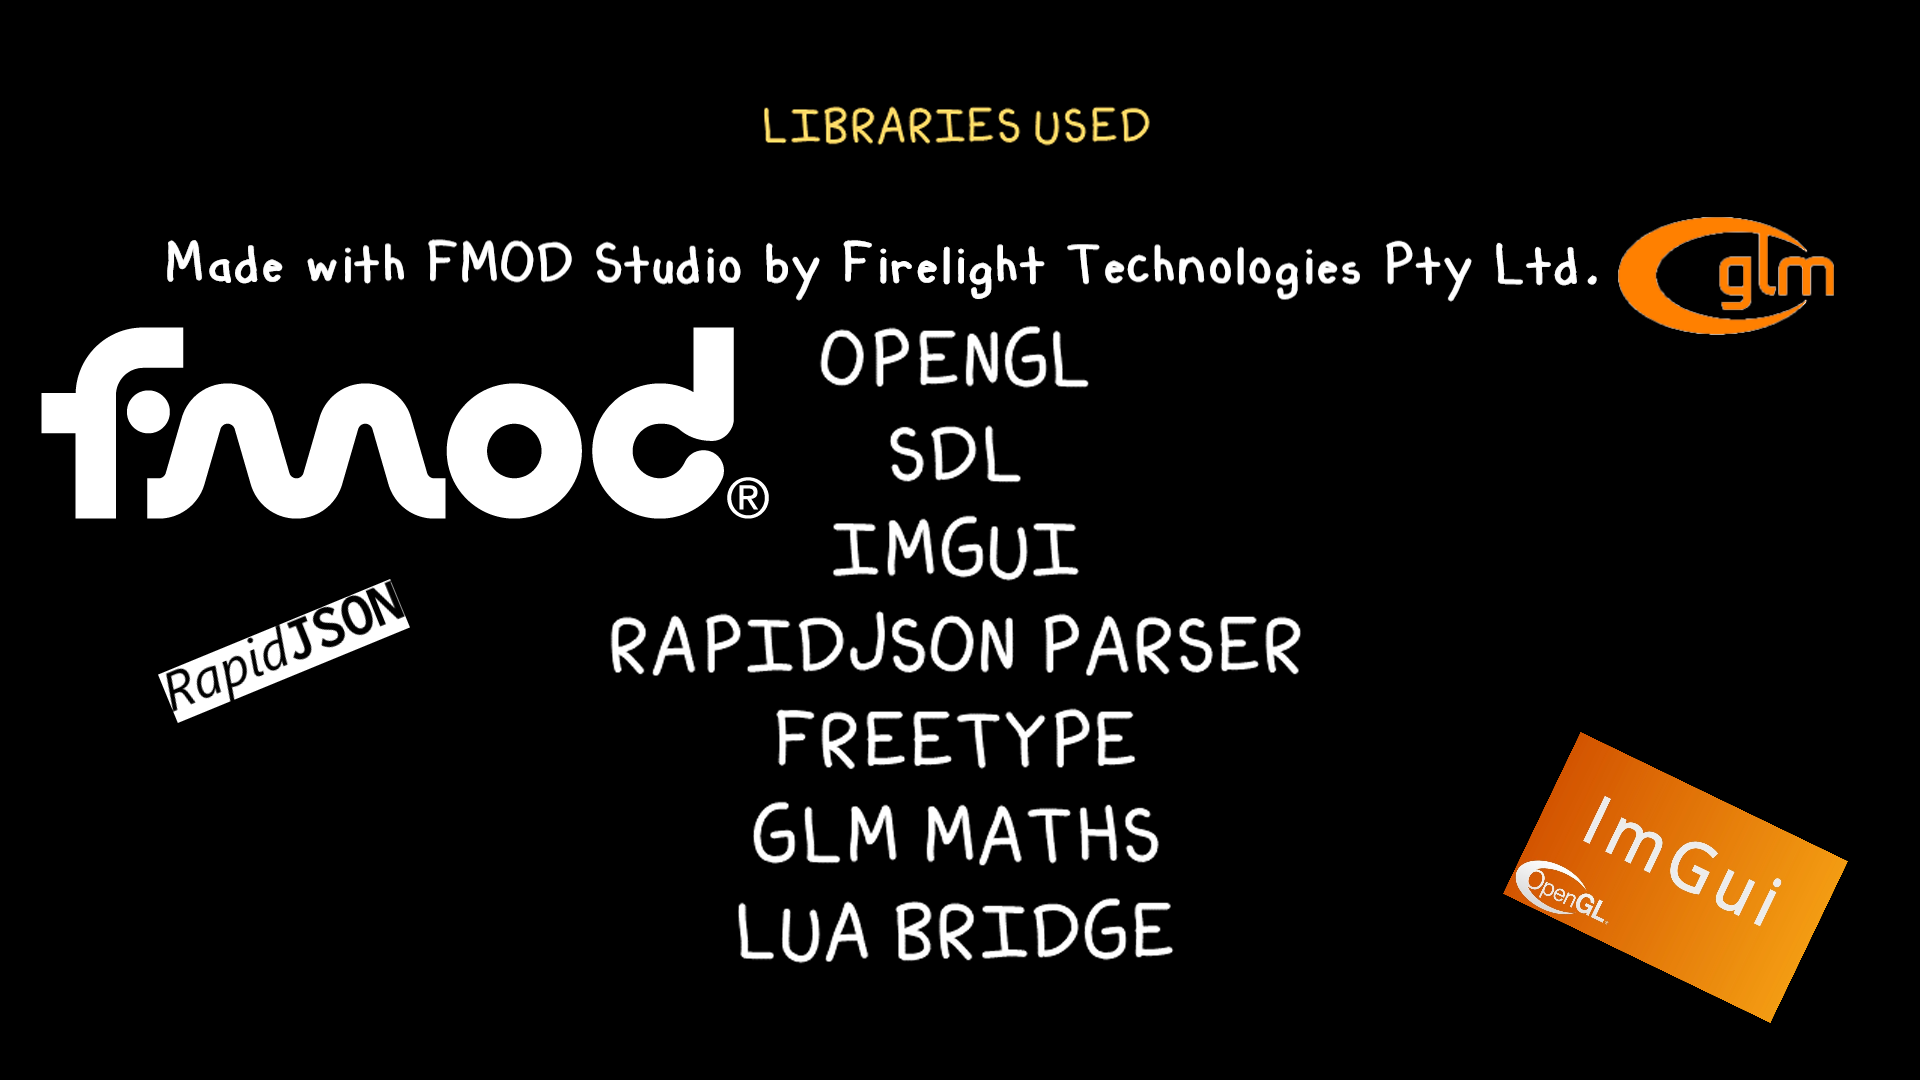 LIBRARIES USED
Made with FMOD Studio by Firelight Technologies Pty Ltd.
glm
fmod®
OPENGL
SDL
IMGUI
RapidJSON
RAPIDJSON PARSER
FREETYPE
GLM MATHS
ImGui
OpenGL
LUA BRIDGE